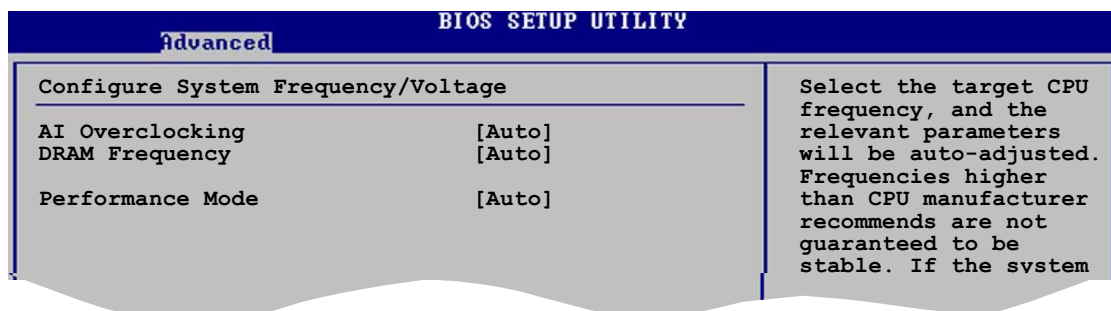 BIOS SETUP UTILITY
Advanced
Configure System Frequency/Voltage
AI Overclocking [Auto]
DRAM Frequency [Auto]
Performance Mode [Auto]
Select the target CPU
frequency, and the
relevant parameters
will be auto-adjusted.
Frequencies higher
than CPU manufacturer
recommends are not
guaranteed to be
stable. If the system